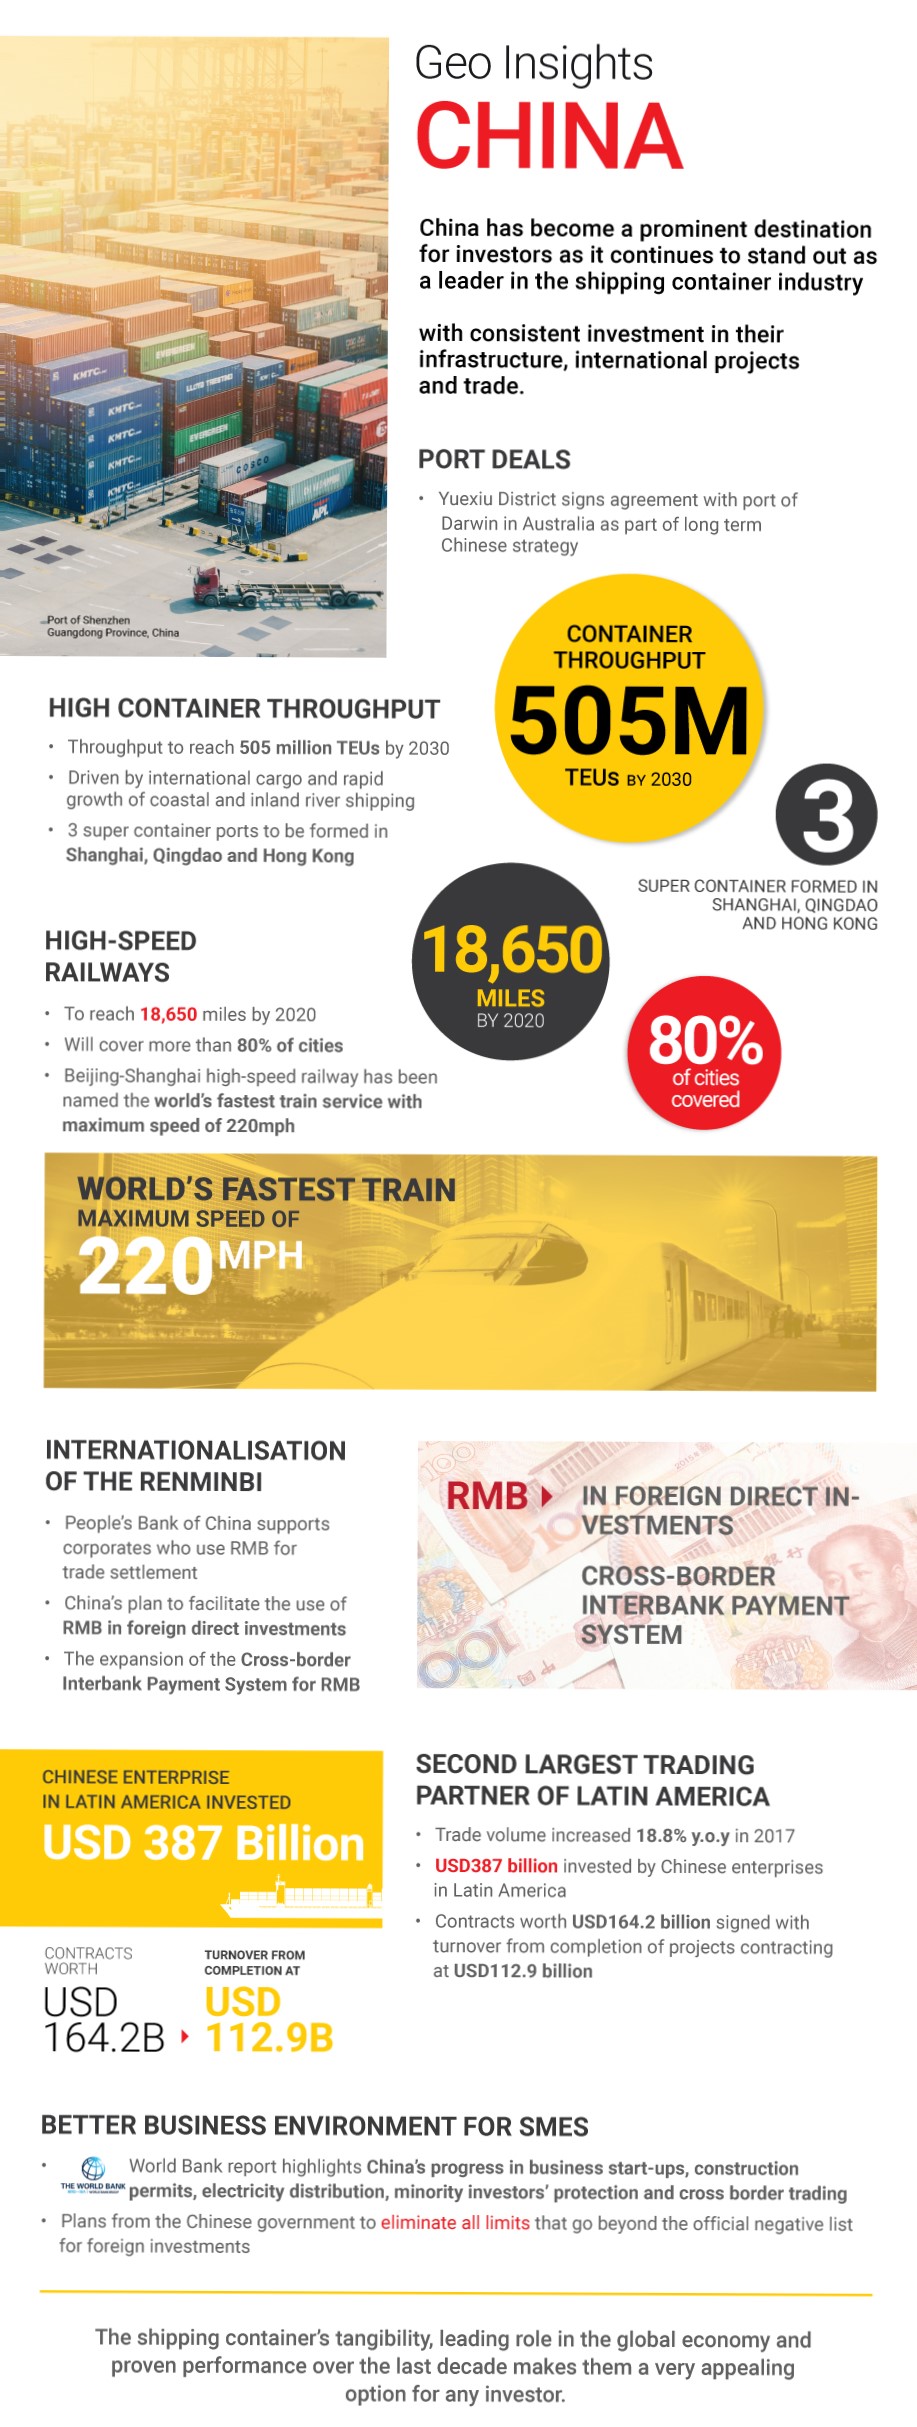 Geo Insights
CHINA
China has become a prominent destination
for investors as it continues to stand out as
a leader in the shipping container industry
with consistent investment in their
infrastructure, international projects
and trade.
KMTC
KMTC
KMTC
KMTC
KMTC
EVERGREEN
LLOYD TRIESTINO
EVERGREEN
COSCO
APL
Port of Shenzhen
Guangdong Province, China
PORT DEALS
• Yuexiu District signs agreement with port of
Darwin in Australia as part of long term
Chinese strategy
CONTAINER
THROUGHPUT
505M
TEUs BY 2030
HIGH CONTAINER THROUGHPUT
• Throughput to reach 505 million TEUs by 2030
• Driven by international cargo and rapid
growth of coastal and inland river shipping
• 3 super container ports to be formed in
Shanghai, Qingdao and Hong Kong
3
SUPER CONTAINER FORMED IN
SHANGHAI, QINGDAO
AND HONG KONG
HIGH-SPEED
RAILWAYS
• To reach 18,650 miles by 2020
• Will cover more than 80% of cities
• Beijing-Shanghai high-speed railway has been
named the world's fastest train service with
maximum speed of 220mph
18,650
MILES
BY 2020
80%
of cities
covered
WORLD'S FASTEST TRAIN
MAXIMUM SPEED OF
220MPH
INTERNATIONALISATION
OF THE RENMINBI
• People's Bank of China supports
corporates who use RMB for
trade settlement
• China's plan to facilitate the use of
RMB in foreign direct investments
• The expansion of the Cross-border
Interbank Payment System for RMB
100
RMB
IN FOREIGN DIRECT IN-
VESTMENTS
CROSS-BORDER
INTERBANK PAYMENT
SYSTEM
CHINESE ENTERPRISE
IN LATIN AMERICA INVESTED
USD 387 Billion
CONTRACTS
WORTH
USD
164.2B
TURNOVER FROM
COMPLETION AT
USD
112.9B
SECOND LARGEST TRADING
PARTNER OF LATIN AMERICA
• Trade volume increased 18.8% y.o.y in 2017
• USD387 billion invested by Chinese enterprises
in Latin America
• Contracts worth USD164.2 billion signed with
turnover from completion of projects contracting
at USD112.9 billion
BETTER BUSINESS ENVIRONMENT FOR SMES
THE WORLD BANK
• World Bank report highlights China's progress in business start-ups, construction
permits, electricity distribution, minority investors' protection and cross border trading
• Plans from the Chinese government to eliminate all limits that go beyond the official negative list
for foreign investments
The shipping container's tangibility, leading role in the global economy and
proven performance over the last decade makes them a very appealing
option for any investor.